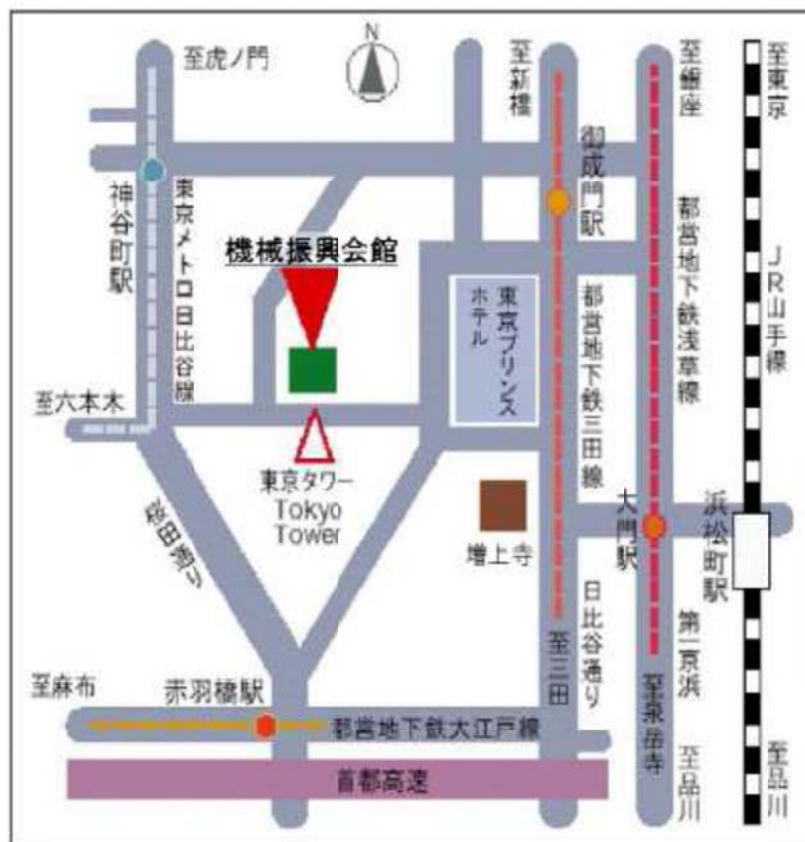 N
至虎ノ門
至新橋
至銀座
至東京
御成門駅
神谷町駅
東京メトロ日比谷線
機械振興会館
東京プリンス
ホテル
都営地下鉄三田線
都営地下鉄浅草線
JR山手線
至六本木
東京タワー
Tokyo
Tower
桜田通り
増上寺
大門駅
浜松町駅
日比谷通り
第一京浜
至三田
至泉岳寺
至品川
至品川
至麻布
赤羽橋駅
都営地下鉄大江戸線
首都高速